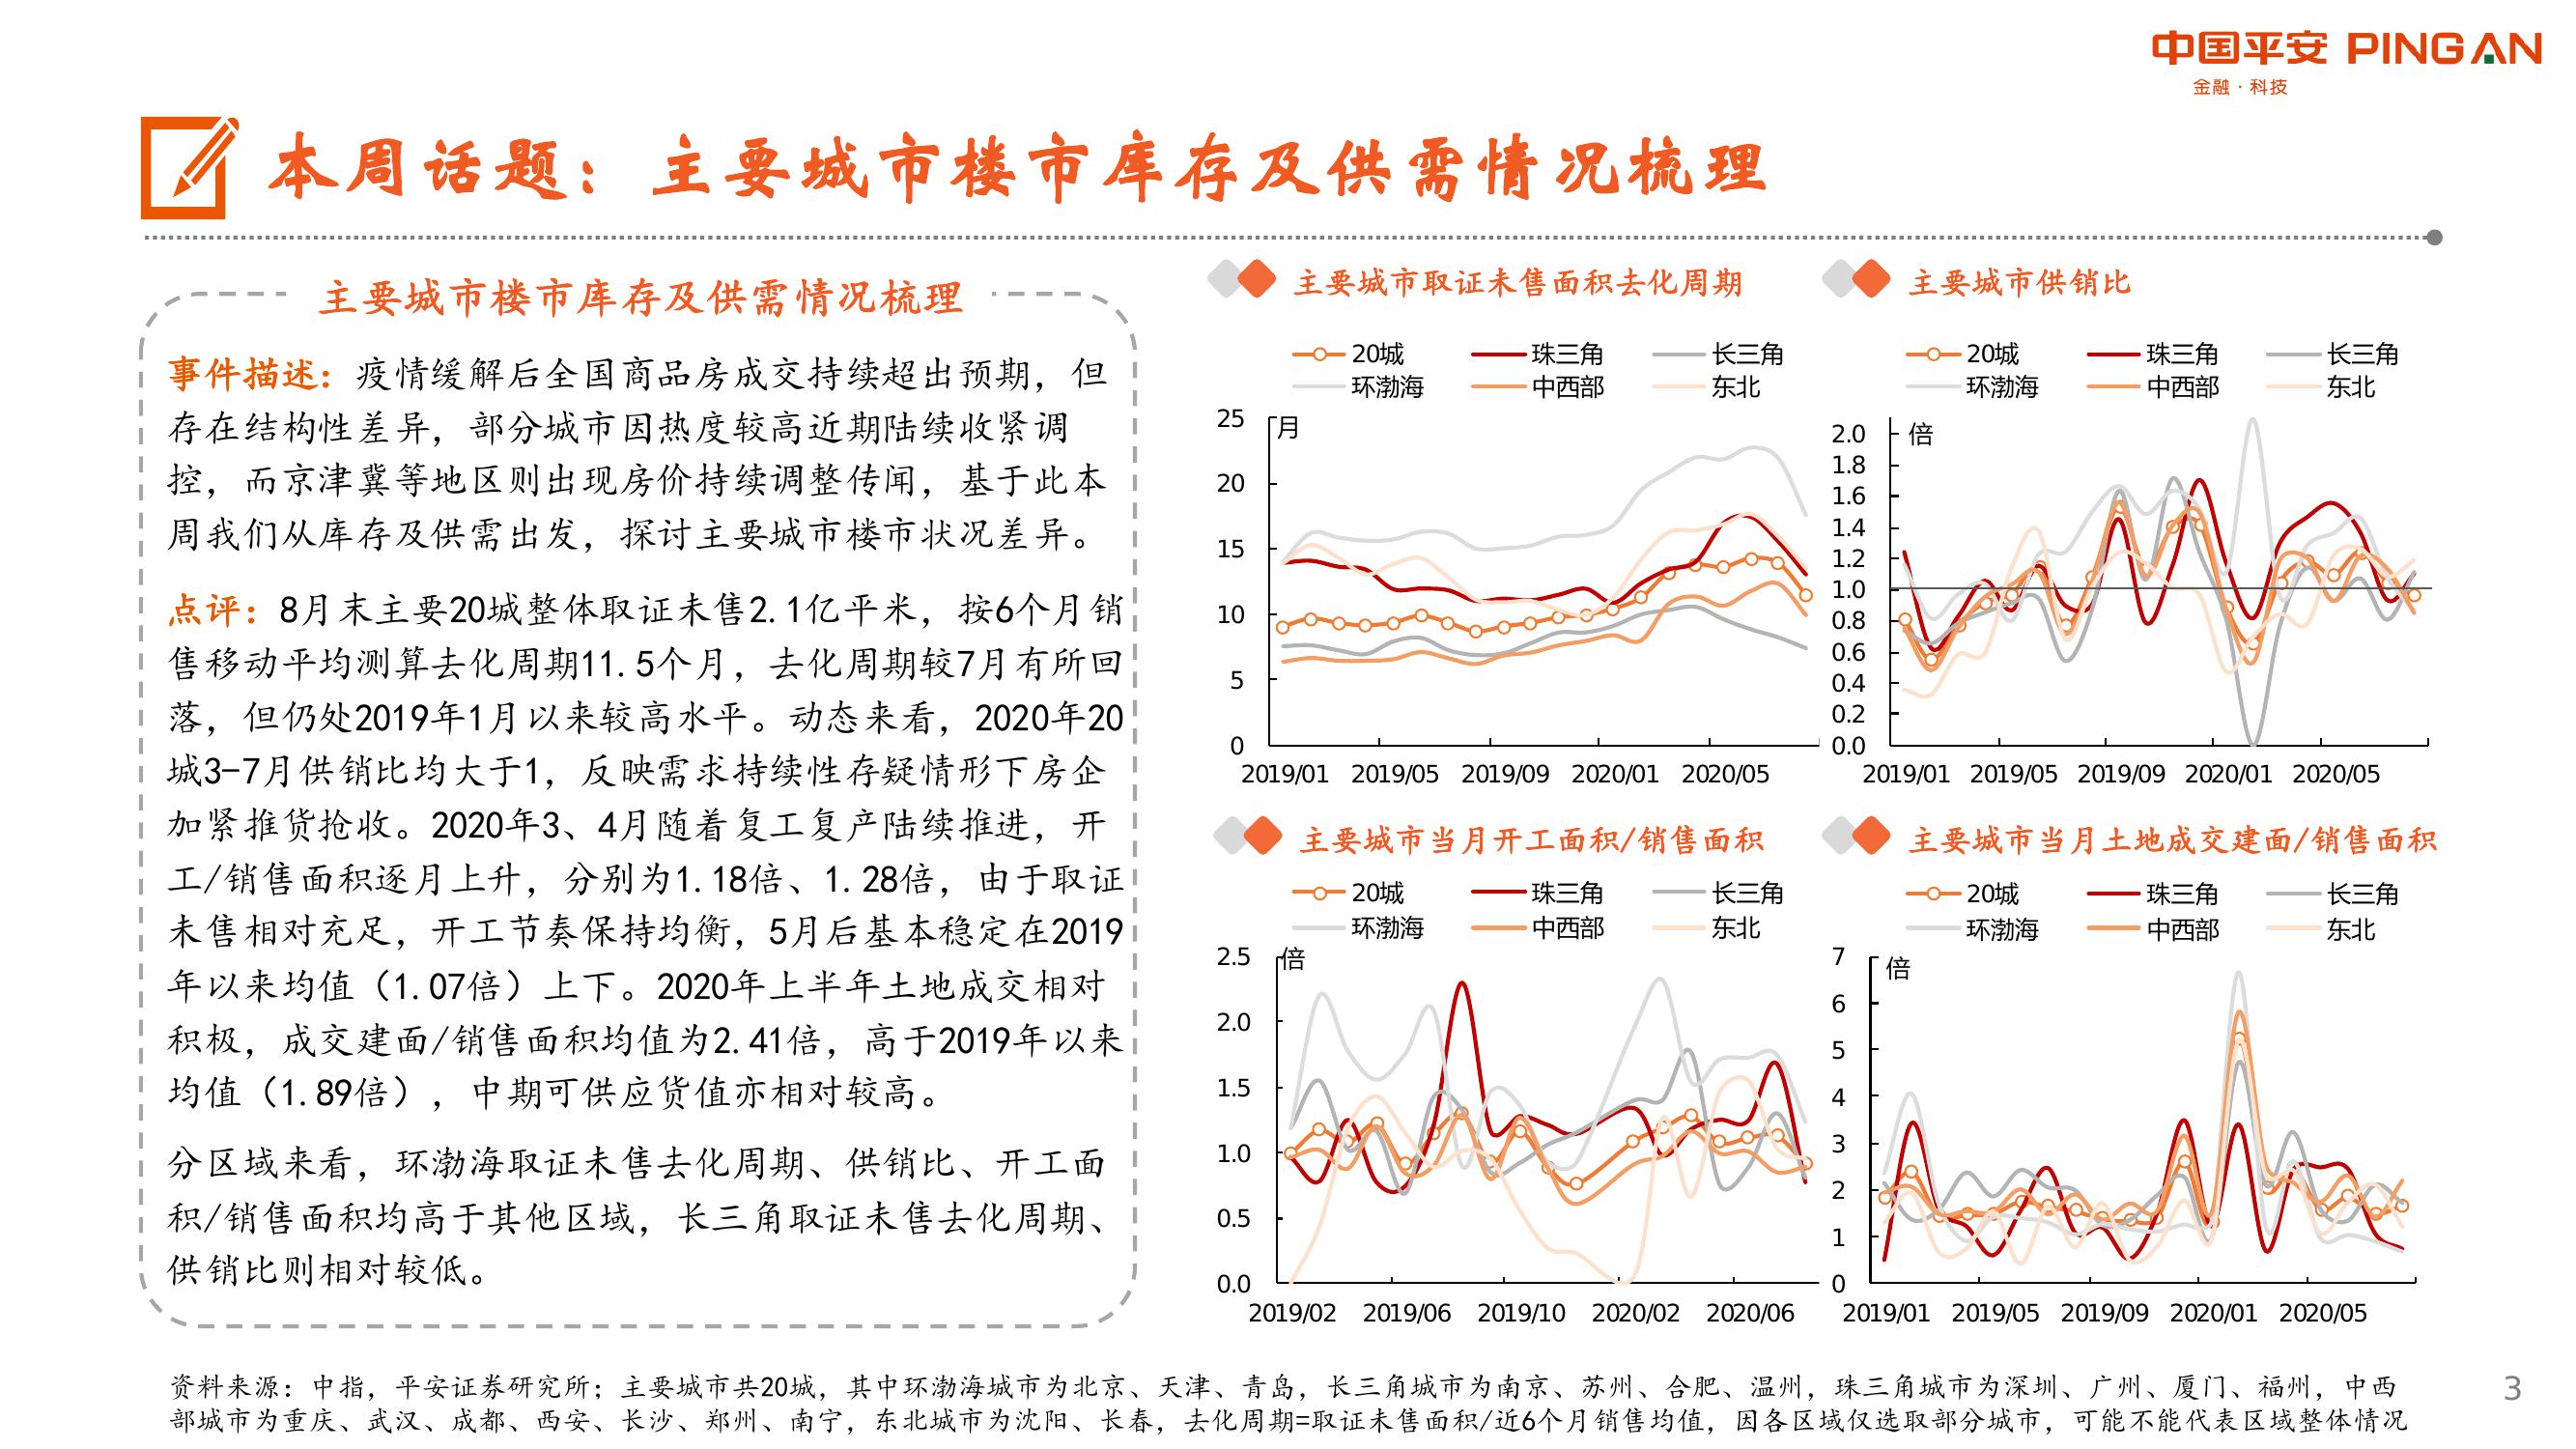 中国平安 PINGAN
金融·科技
本周话题：主要城市楼市库存及供需情况梳理
主要城市楼市库存及供需情况梳理
事件描述：疫情缓解后全国商品房成交持续超出预期，但
存在结构性差异，部分城市因热度较高近期陆续收紧调
控，而京津冀等地区则出现房价持续调整传闻，基于此本
周我们从库存及供需出发，探讨主要城市楼市状况差异。
点评：8月末主要20城整体取证未售2.1亿平米，按6个月销
售移动平均测算去化周期11.5个月，去化周期较7月有所回
落，但仍处2019年1月以来较高水平。动态来看，2020年20
城3-7月供销比均大于1，反映需求持续性存疑情形下房企
加紧推货抢收。2020年3、4月随着复工复产陆续推进，开
工/销售面积逐月上升，分别为1.18倍、1.28倍，由于取证
未售相对充足，开工节奏保持均衡，5月后基本稳定在2019
年以来均值（1.07倍）上下。2020年上半年土地成交相对
积极，成交建面/销售面积均值为2.41倍，高于2019年以来
均值（1.89倍），中期可供应货值亦相对较高。
分区域来看，环渤海取证未售去化周期、供销比、开工面
积/销售面积均高于其他区域，长三角取证未售去化周期、
供销比则相对较低。
主要城市取证未售面积去化周期
20城 珠三角 长三角
环渤海 中西部 东北
月
25
20
15
10
5
0
2019/01 2019/05 2019/09 2020/01 2020/05
主要城市供销比
20城 珠三角 长三角
环渤海 中西部 东北
倍
2.0
1.8
1.6
1.4
1.2
1.0
0.8
0.6
0.4
0.2
0.0
2019/01 2019/05 2019/09 2020/01 2020/05
主要城市当月开工面积/销售面积
20城 珠三角 长三角
环渤海 中西部 东北
倍
2.5
2.0
1.5
1.0
0.5
0.0
2019/02 2019/06 2019/10 2020/02 2020/06
主要城市当月土地成交建面/销售面积
20城 珠三角 长三角
环渤海 中西部 东北
倍
7
6
5
4
3
2
1
0
2019/01 2019/05 2019/09 2020/01 2020/05
资料来源：中指，平安证券研究所；主要城市共20城，其中环渤海城市为北京、天津、青岛，长三角城市为南京、苏州、合肥、温州，珠三角城市为深圳、广州、厦门、福州，中西
部城市为重庆、武汉、成都、西安、长沙、郑州、南宁，东北城市为沈阳、长春，去化周期=取证未售面积/近6个月销售均值，因各区域仅选取部分城市，可能不能代表区域整体情况
3